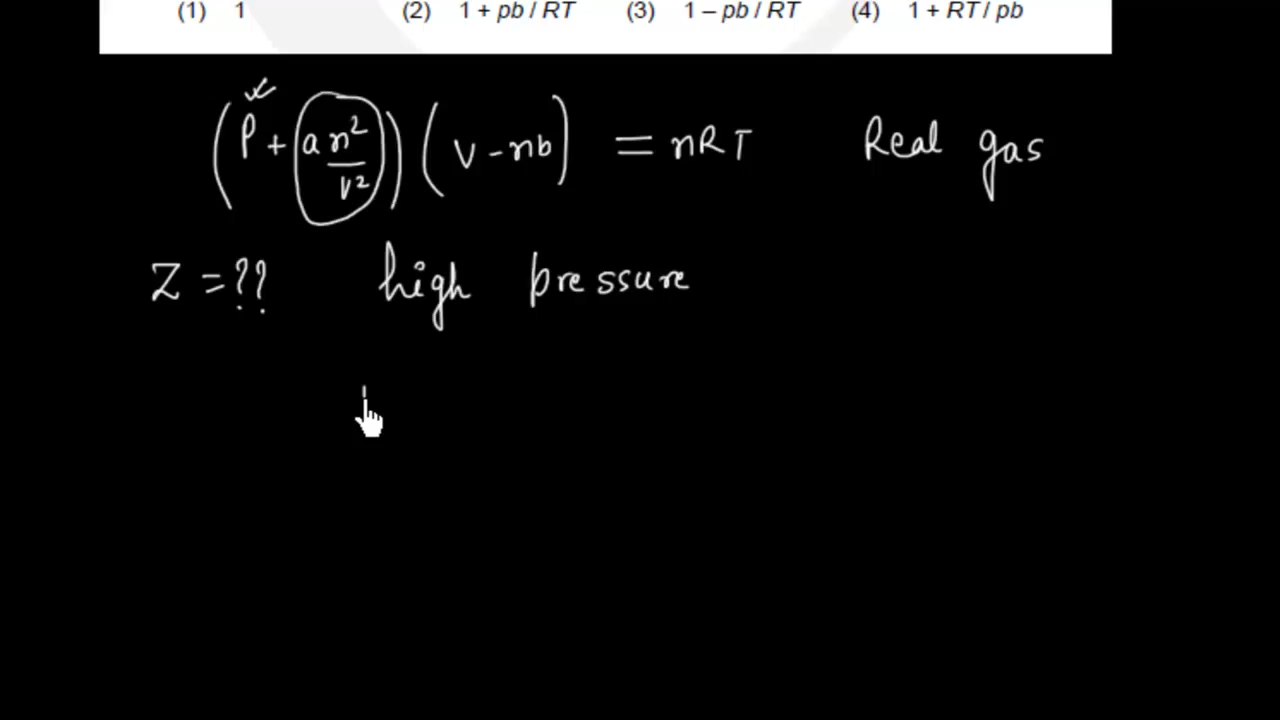 (1) 1 (2) 1 + pb / RT (3) 1 – pb / RT (4) 1 + RT / pb
(P + (an²/V²)) (V - nb) = nRT Real gas
Z = ?? high pressure